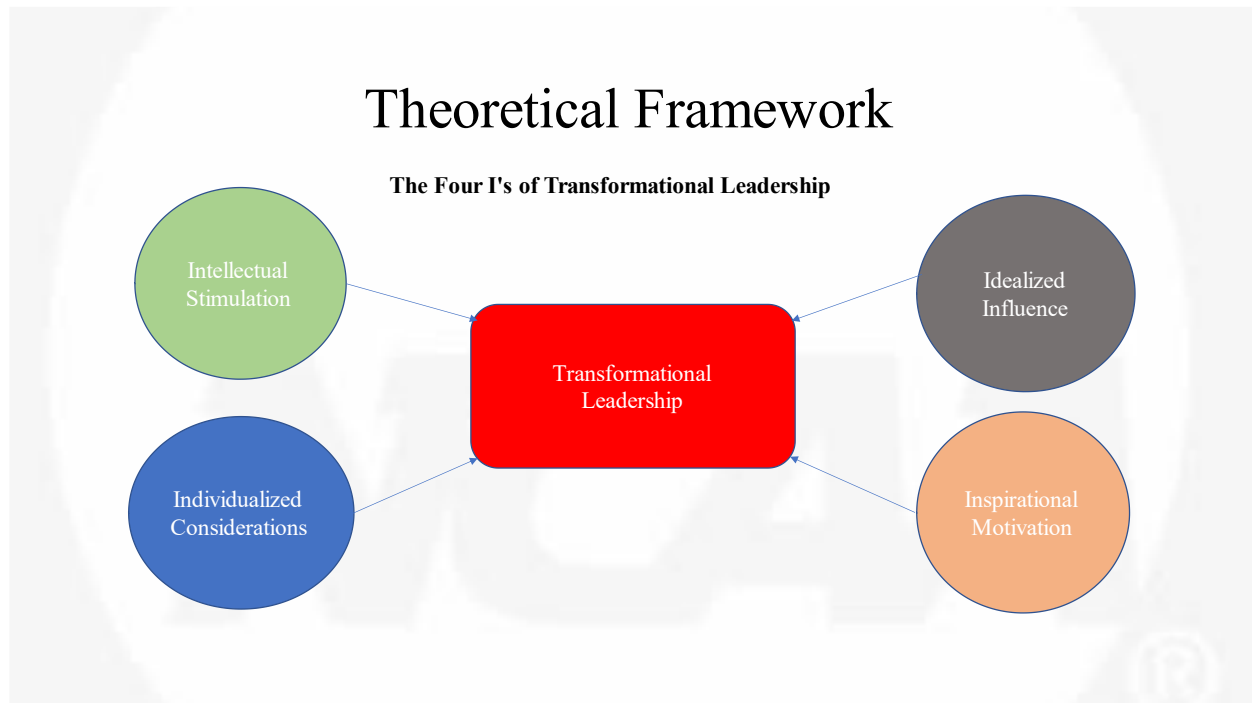 Theoretical Framework
The Four I's of Transformational Leadership
Intellectual
Stimulation
Idealized
Influence
Transformational
Leadership
Individualized
Considerations
Inspirational
Motivation
®